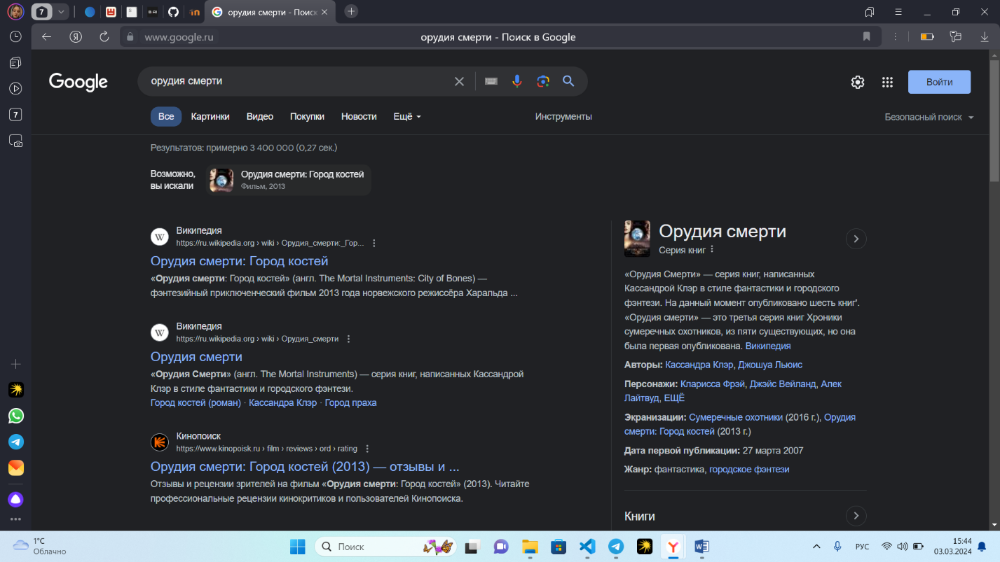 7
орудия смерти - Поиск
www.google.ru
орудия смерти - Поиск в Google
7
Google
орудия смерти
Войти
Все
Картинки
Видео
Покупки
Новости
Ещё
Инструменты
Безопасный поиск
Результатов: примерно 3 400 000 (0,27 сек.)
Возможно,
вы искали
Орудия смерти: Город костей
Фильм, 2013
W
Википедия
https://ru.wikipedia.org › wiki › Орудия_смерти:_Гор...
Орудия смерти: Город костей
«Орудия смерти: Город костей» (англ. The Mortal Instruments: City of Bones) —
фэнтезийный приключенческий фильм 2013 года норвежского режиссёра Харальда ...
W
Википедия
https://ru.wikipedia.org › wiki › Орудия_смерти
Орудия смерти
«Орудия Смерти» (англ. The Mortal Instruments) — серия книг, написанных Кассандрой
Клэр в стиле фантастики и городского фэнтези.
Город костей (роман) · Кассандра Клэр · Город праха
Кинопоиск
https://www.kinopoisk.ru › film › reviews › ord › rating
Орудия смерти: Город костей (2013) — отзывы и ...
Отзывы и рецензии зрителей на фильм «Орудия смерти: Город костей» (2013). Читайте
профессиональные рецензии кинокритиков и пользователей Кинопоиска.
Орудия смерти
Серия книг
«Орудия Смерти» — серия книг, написанных
Кассандрой Клэр в стиле фантастики и городского
фэнтези. На данный момент опубликовано шесть книг'.
«Орудия смерти» — это третья серия книг Хроники
сумеречных охотников, из пяти существующих, но она
была первая опубликована. Википедия
Авторы: Кассандра Клэр, Джошуа Льюис
Персонажи: Кларисса Фрэй, Джэйс Вейланд, Алек
Лайтвуд, ЕЩЁ
Экранизации: Сумеречные охотники (2016 г.), Орудия
смерти: Город костей (2013 г.)
Дата первой публикации: 27 марта 2007
Жанр: фантастика, городское фэнтези
Книги
1°C
Облачно
Поиск
РУС
15:44
03.03.2024